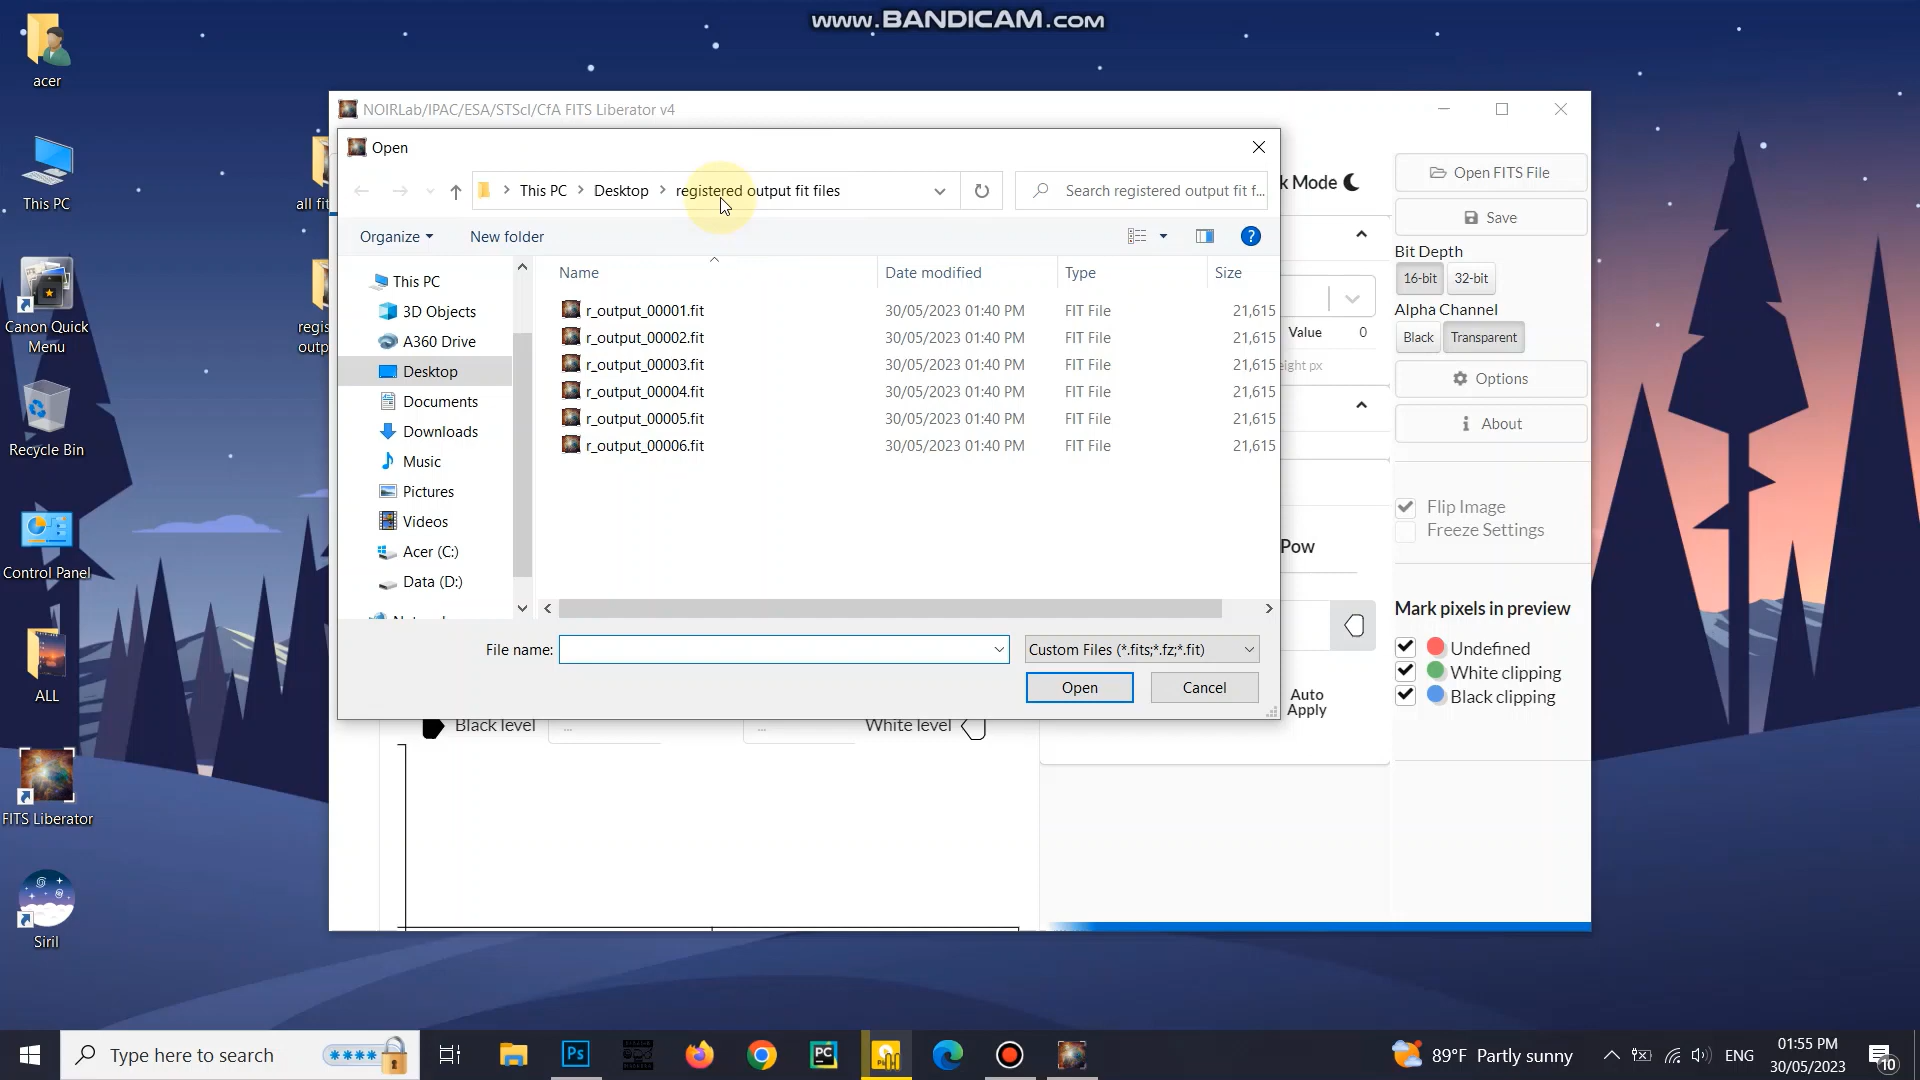 www.BANDICAM.com
acer
This PC
Canon Quick
Menu
Recycle Bin
Control Panel
ALL
FITS Liberator
Siril
all fit
regis
outp
NOIRLab/IPAC/ESA/STScI/CfA FITS Liberator v4
Open
This PC > Desktop > registered output fit files
Search registered output fit f...
Organize
New folder
This PC
3D Objects
A360 Drive
Desktop
Documents
Downloads
Music
Pictures
Videos
Acer (C:)
Data (D:)
Name Date modified Type Size
r_output_00001.fit 30/05/2023 01:40 PM FIT File 21,615
r_output_00002.fit 30/05/2023 01:40 PM FIT File 21,615
r_output_00003.fit 30/05/2023 01:40 PM FIT File 21,615
r_output_00004.fit 30/05/2023 01:40 PM FIT File 21,615
r_output_00005.fit 30/05/2023 01:40 PM FIT File 21,615
r_output_00006.fit 30/05/2023 01:40 PM FIT File 21,615
File name:
Custom Files (*.fits;*.fz;*.fit)
Open
Cancel
k Mode
Value 0
eight px
Pow
Auto
Apply
Black level ...
... White level
Open FITS File
Save
Bit Depth
16-bit 32-bit
Alpha Channel
Black Transparent
Options
About
Flip Image
Freeze Settings
Mark pixels in preview
Undefined
White clipping
Black clipping
Type here to search
****
Ps
PC
89°F Partly sunny
ENG
01:55 PM
30/05/2023
10